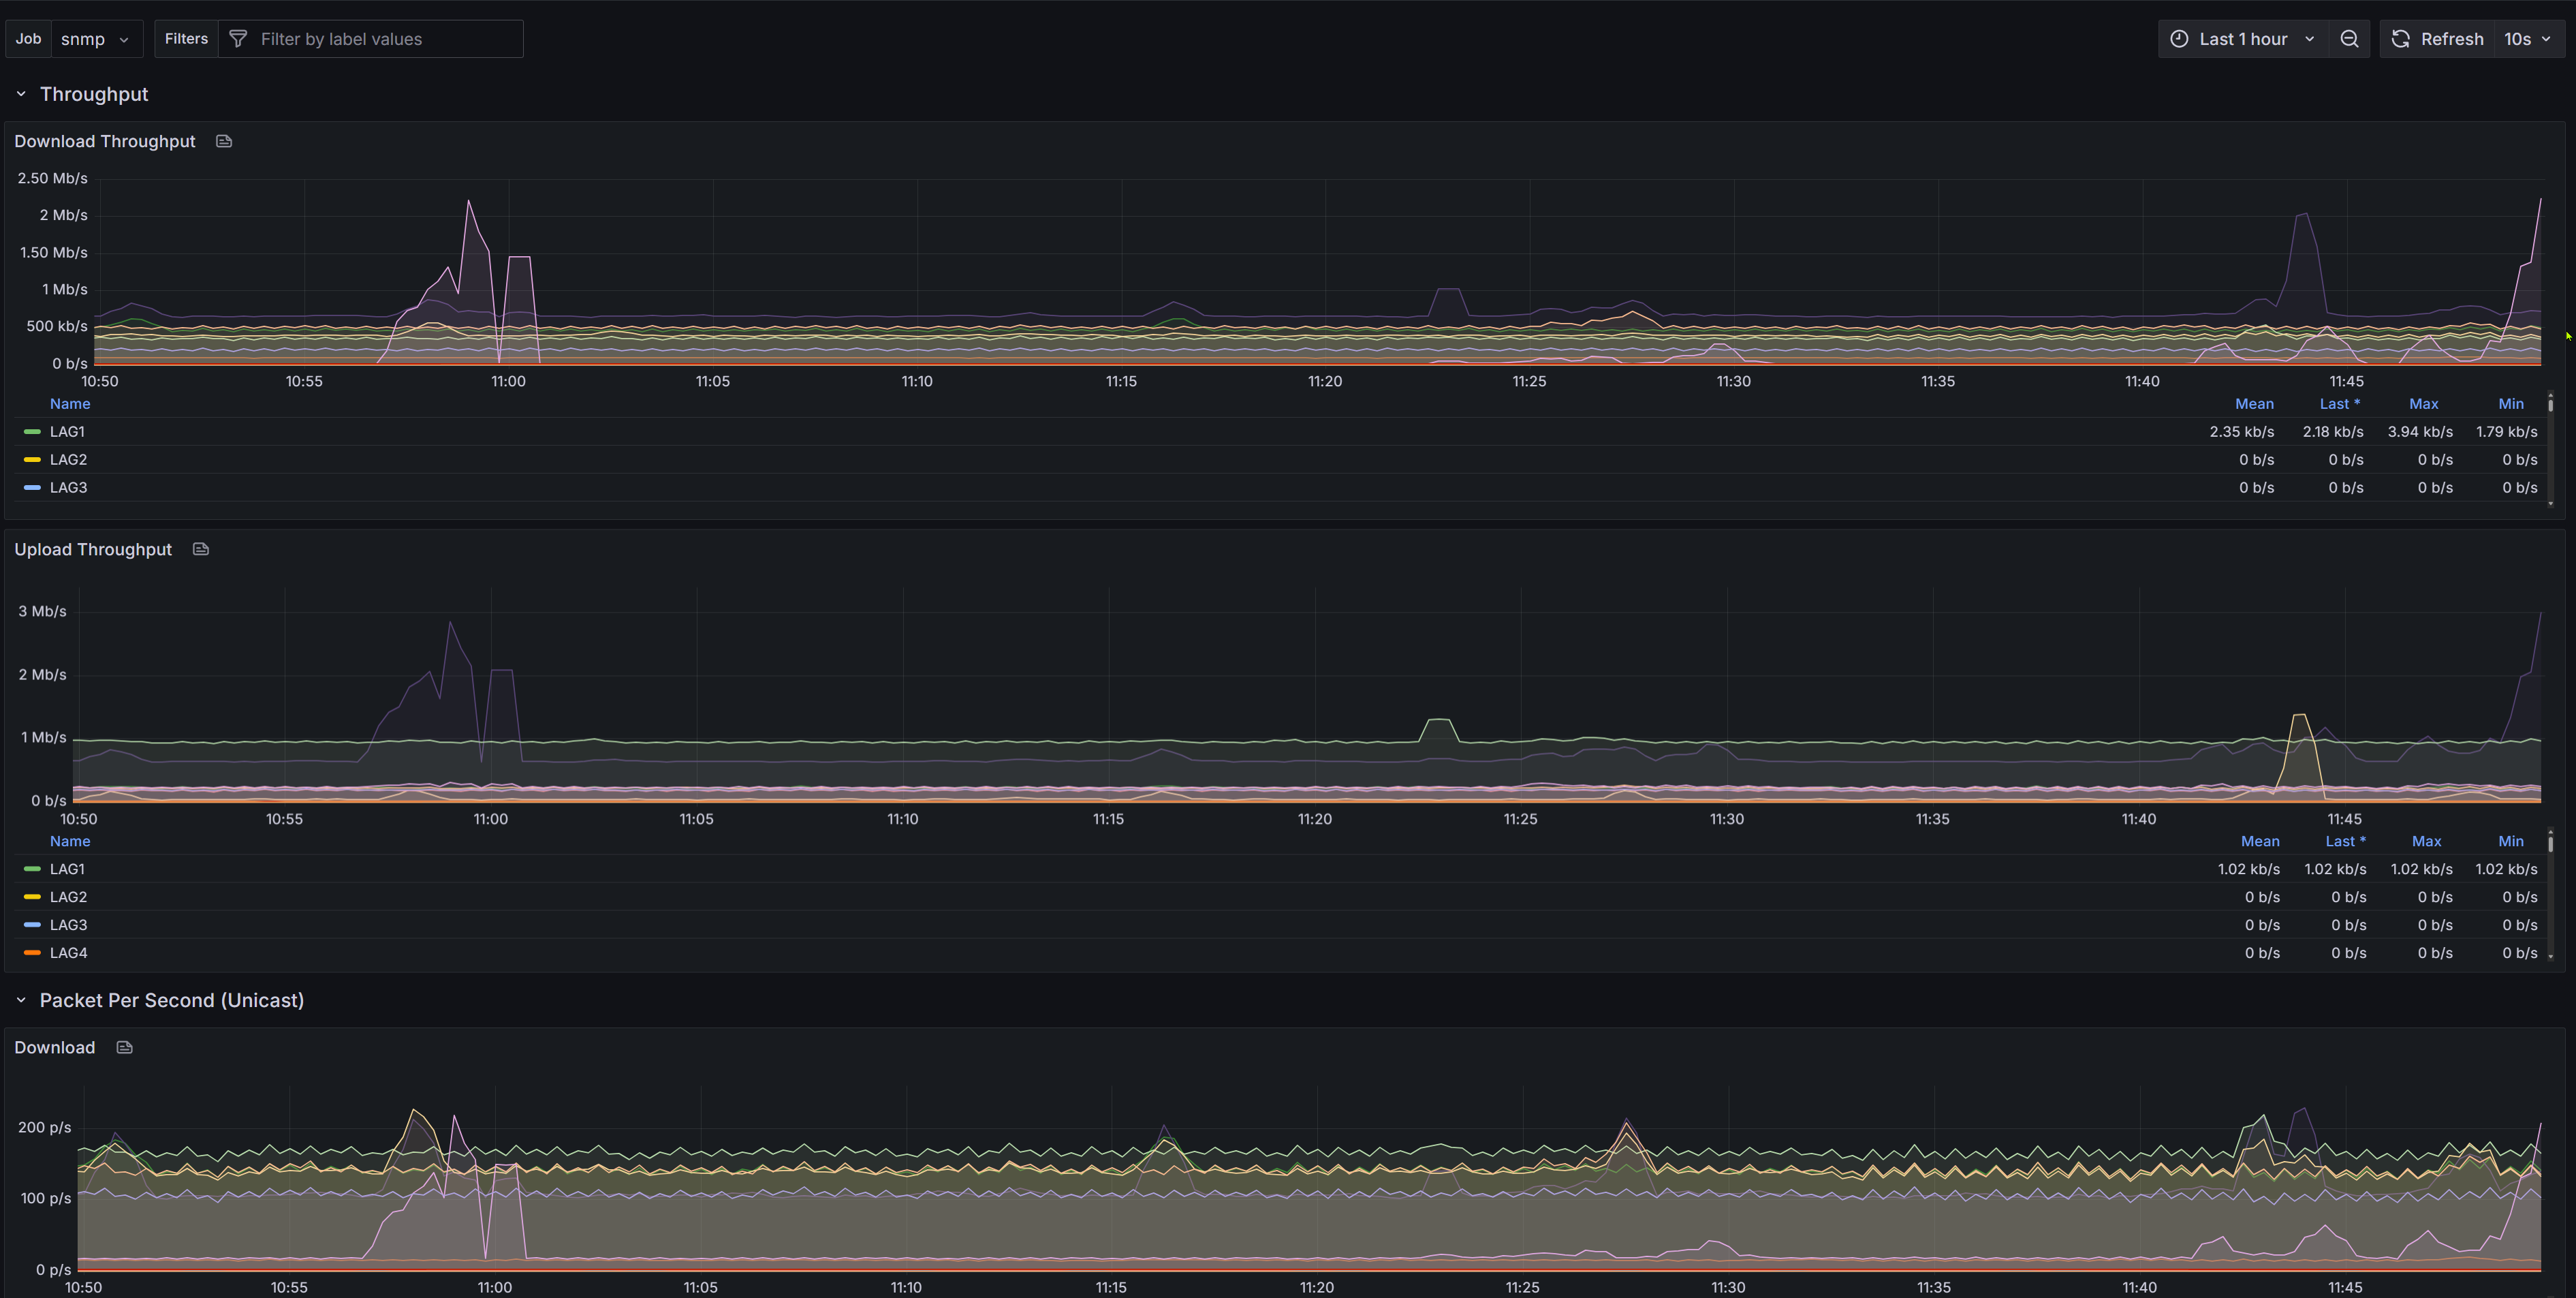 Job snmp Filters Filter by label values Last 1 hour Refresh 10s
Throughput
Download Throughput
2.50 Mb/s
2 Mb/s
1.50 Mb/s
1 Mb/s
500 kb/s
0 b/s
10:50 10:55 11:00 11:05 11:10 11:15 11:20 11:25 11:30 11:35 11:40 11:45
Name Mean Last * Max Min
LAG1 2.35 kb/s 2.18 kb/s 3.94 kb/s 1.79 kb/s
LAG2 0 b/s 0 b/s 0 b/s 0 b/s
LAG3 0 b/s 0 b/s 0 b/s 0 b/s
Upload Throughput
3 Mb/s
2 Mb/s
1 Mb/s
0 b/s
10:50 10:55 11:00 11:05 11:10 11:15 11:20 11:25 11:30 11:35 11:40 11:45
Name Mean Last * Max Min
LAG1 1.02 kb/s 1.02 kb/s 1.02 kb/s 1.02 kb/s
LAG2 0 b/s 0 b/s 0 b/s 0 b/s
LAG3 0 b/s 0 b/s 0 b/s 0 b/s
LAG4 0 b/s 0 b/s 0 b/s 0 b/s
Packet Per Second (Unicast)
Download
200 p/s
100 p/s
0 p/s
10:50 10:55 11:00 11:05 11:10 11:15 11:20 11:25 11:30 11:35 11:40 11:45